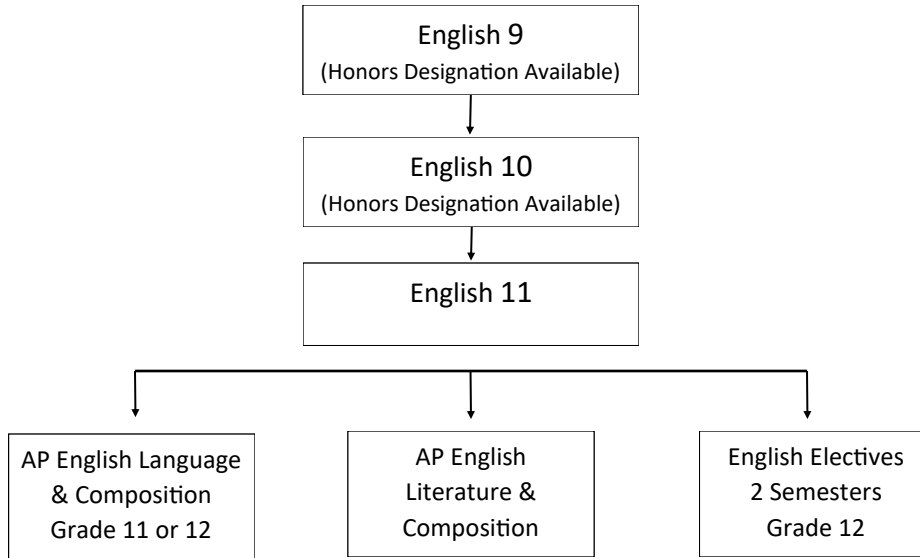 English 9
(Honors Designation Available)
English 10
(Honors Designation Available)
English 11
AP English Language
& Composition
Grade 11 or 12
AP English
Literature &
Composition
English Electives
2 Semesters
Grade 12